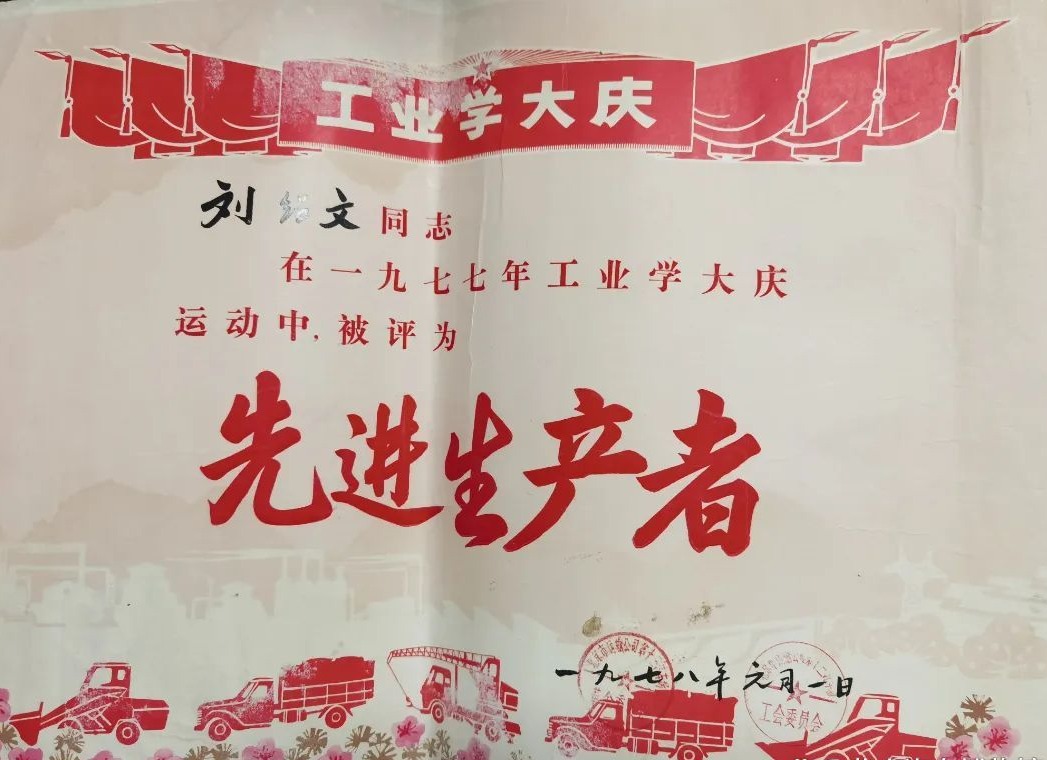 工业学大庆
刘绍文同志
在一九七七年工业学大庆
运动中,被评为
先进生产者
一九七八年元月一日
工会委员会